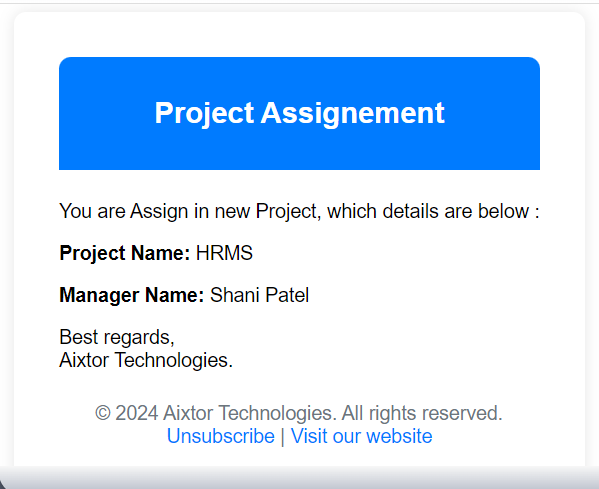 Project Assignement
You are Assign in new Project, which details are below :
Project Name: HRMS
Manager Name: Shani Patel
Best regards,
Aixtor Technologies.
© 2024 Aixtor Technologies. All rights reserved.
Unsubscribe | Visit our website